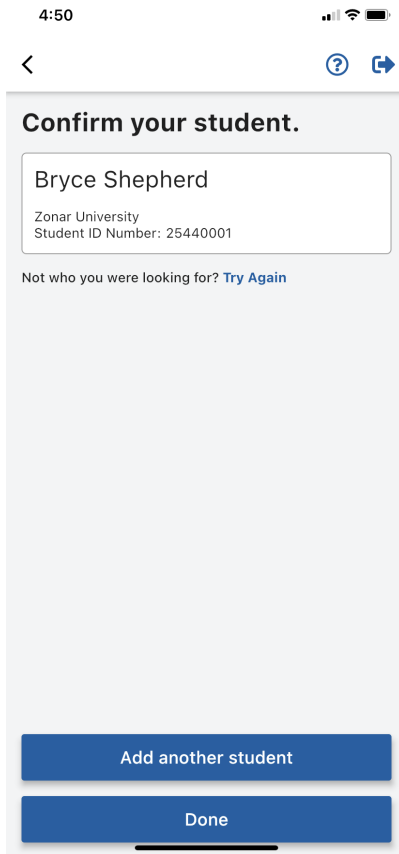 4:50
Confirm your student.
Bryce Shepherd
Zonar University
Student ID Number: 25440001
Not who you were looking for? Try Again
Add another student
Done